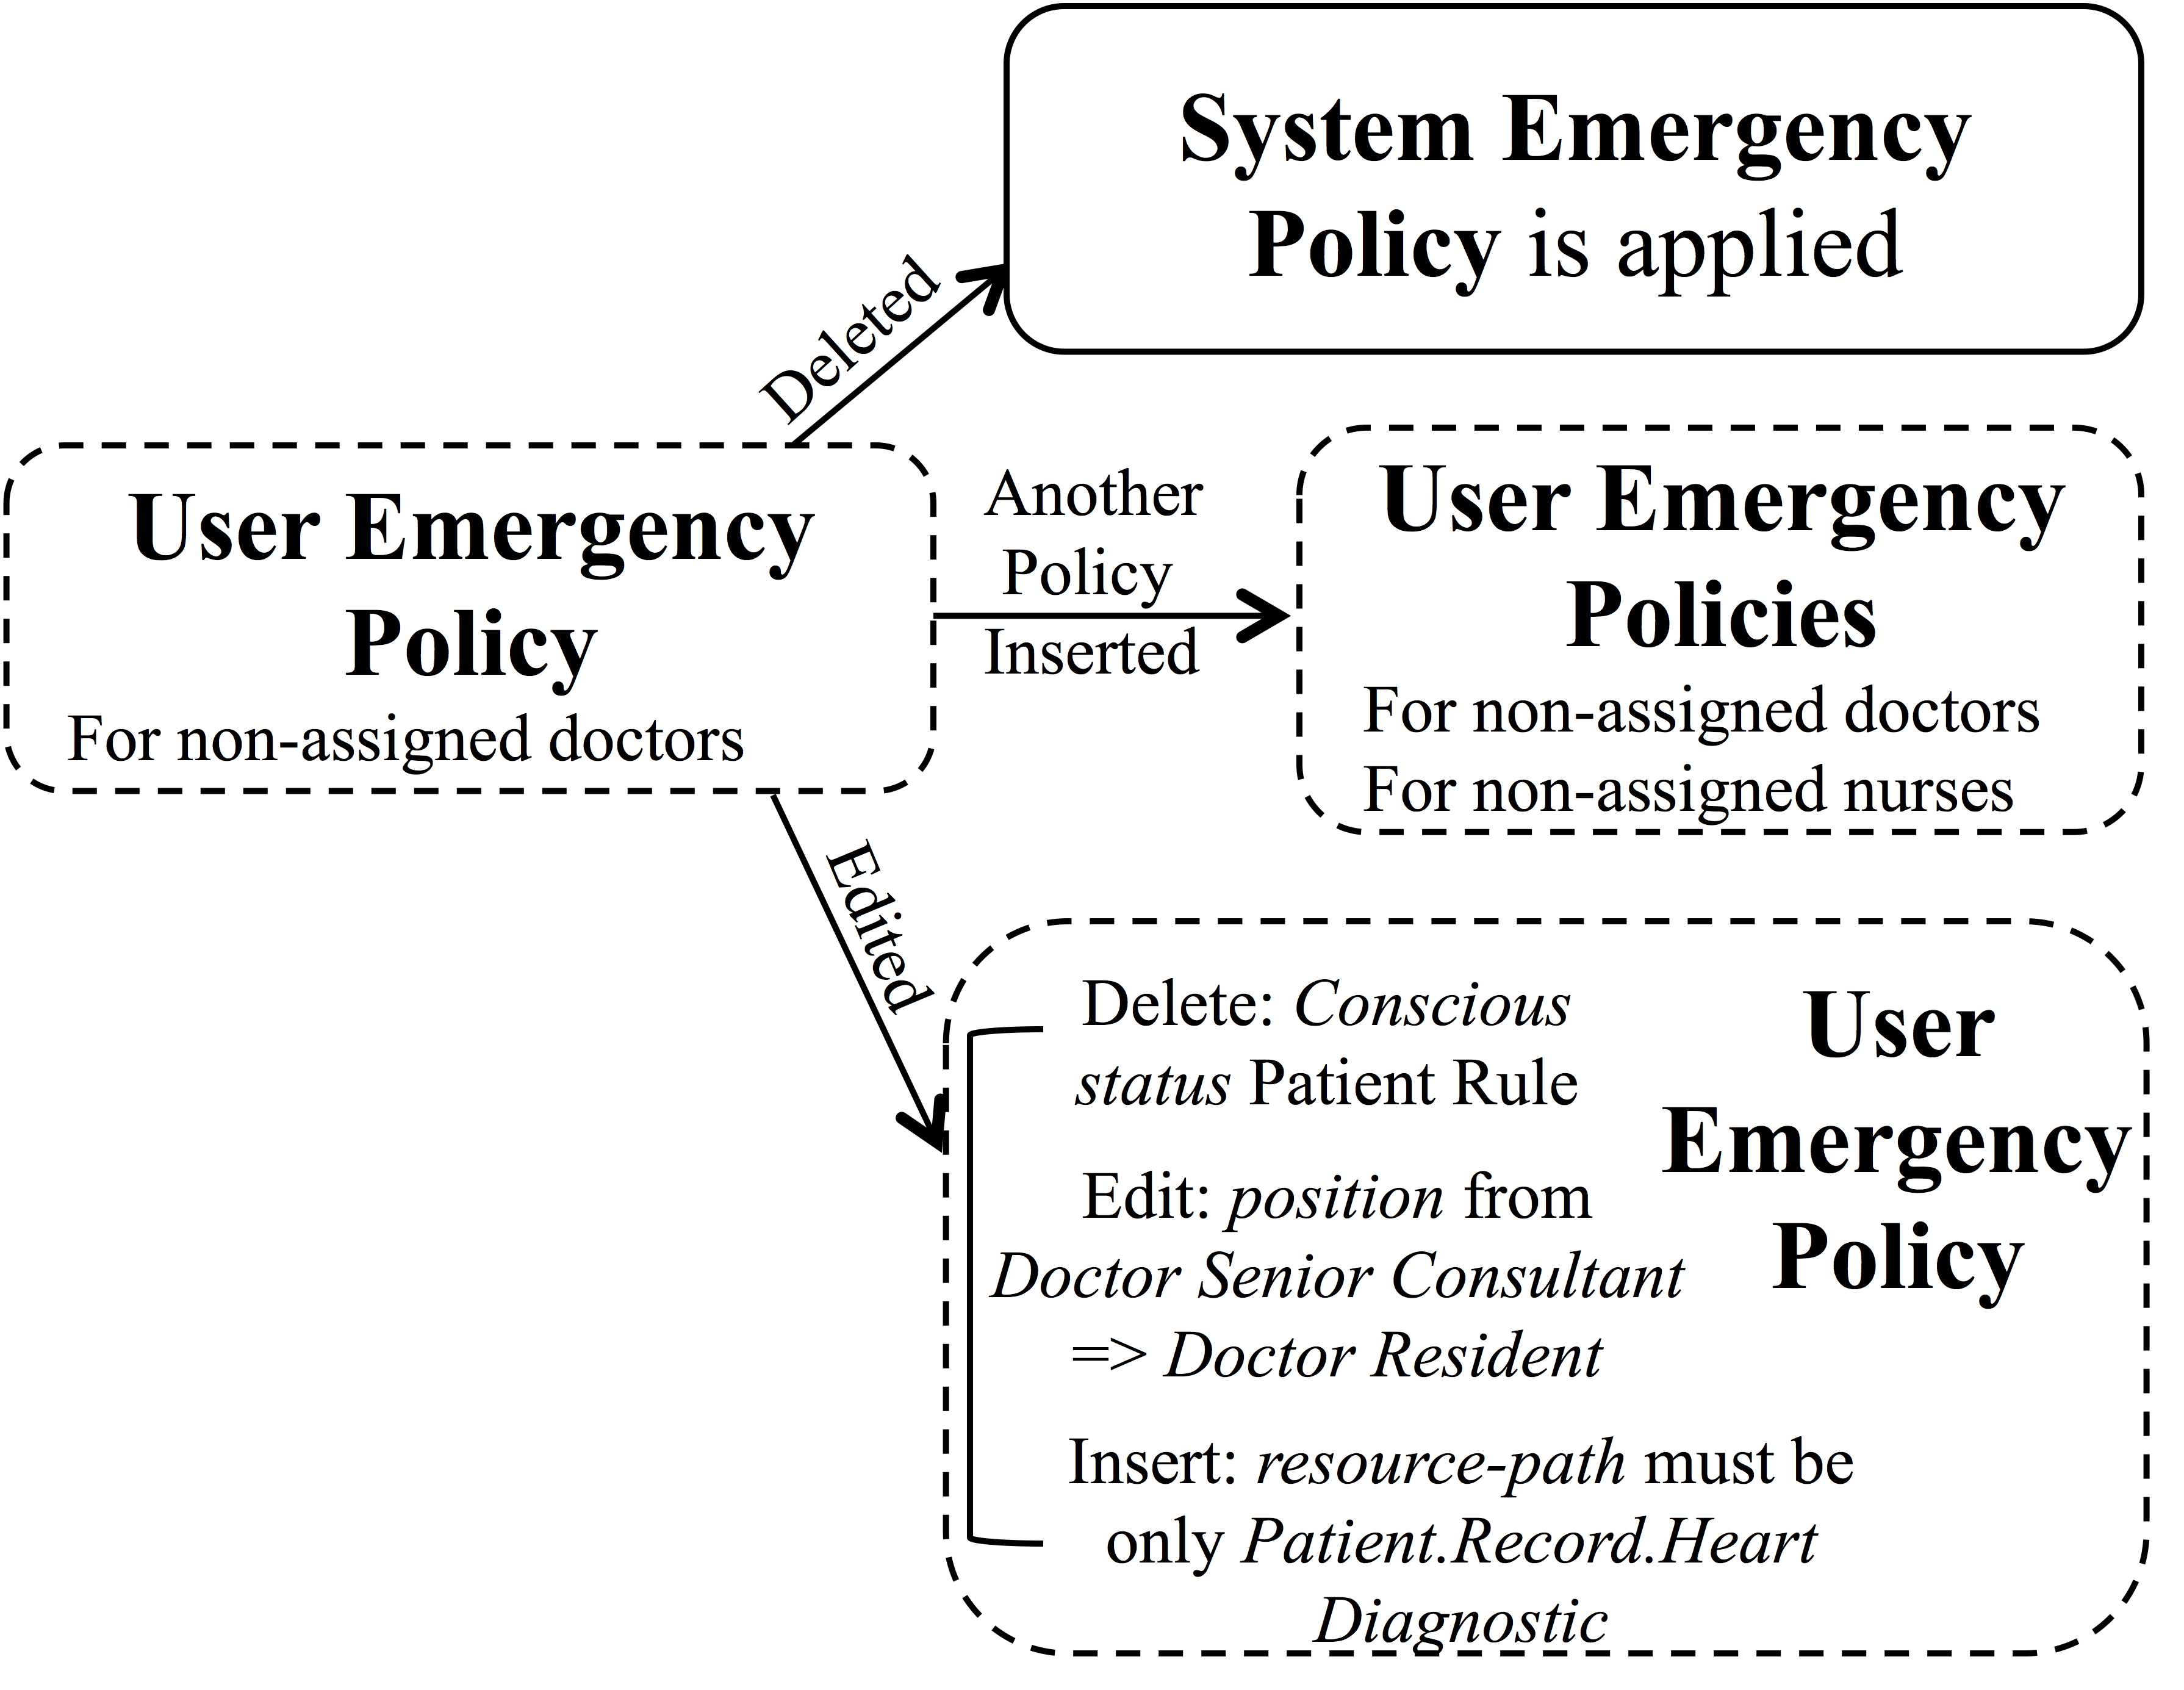 System Emergency
Policy is applied
Deleted
User Emergency
Policy
For non-assigned doctors
Another
Policy
Inserted
User Emergency
Policies
For non-assigned doctors
For non-assigned nurses
Edited
Delete: Conscious
status Patient Rule
Edit: position from
Doctor Senior Consultant
=> Doctor Resident
Insert: resource-path must be
only Patient.Record.Heart
Diagnostic
User
Emergency
Policy